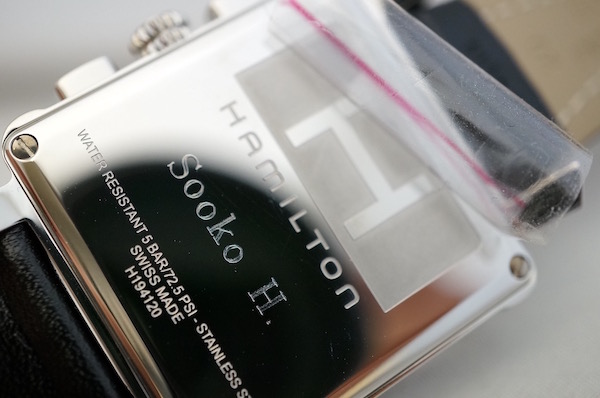 HAMILTON
Sooko H.
WATER RESISTANT 5 BAR/72.5 PSI - STAINLESS
SWISS MADE
H194120